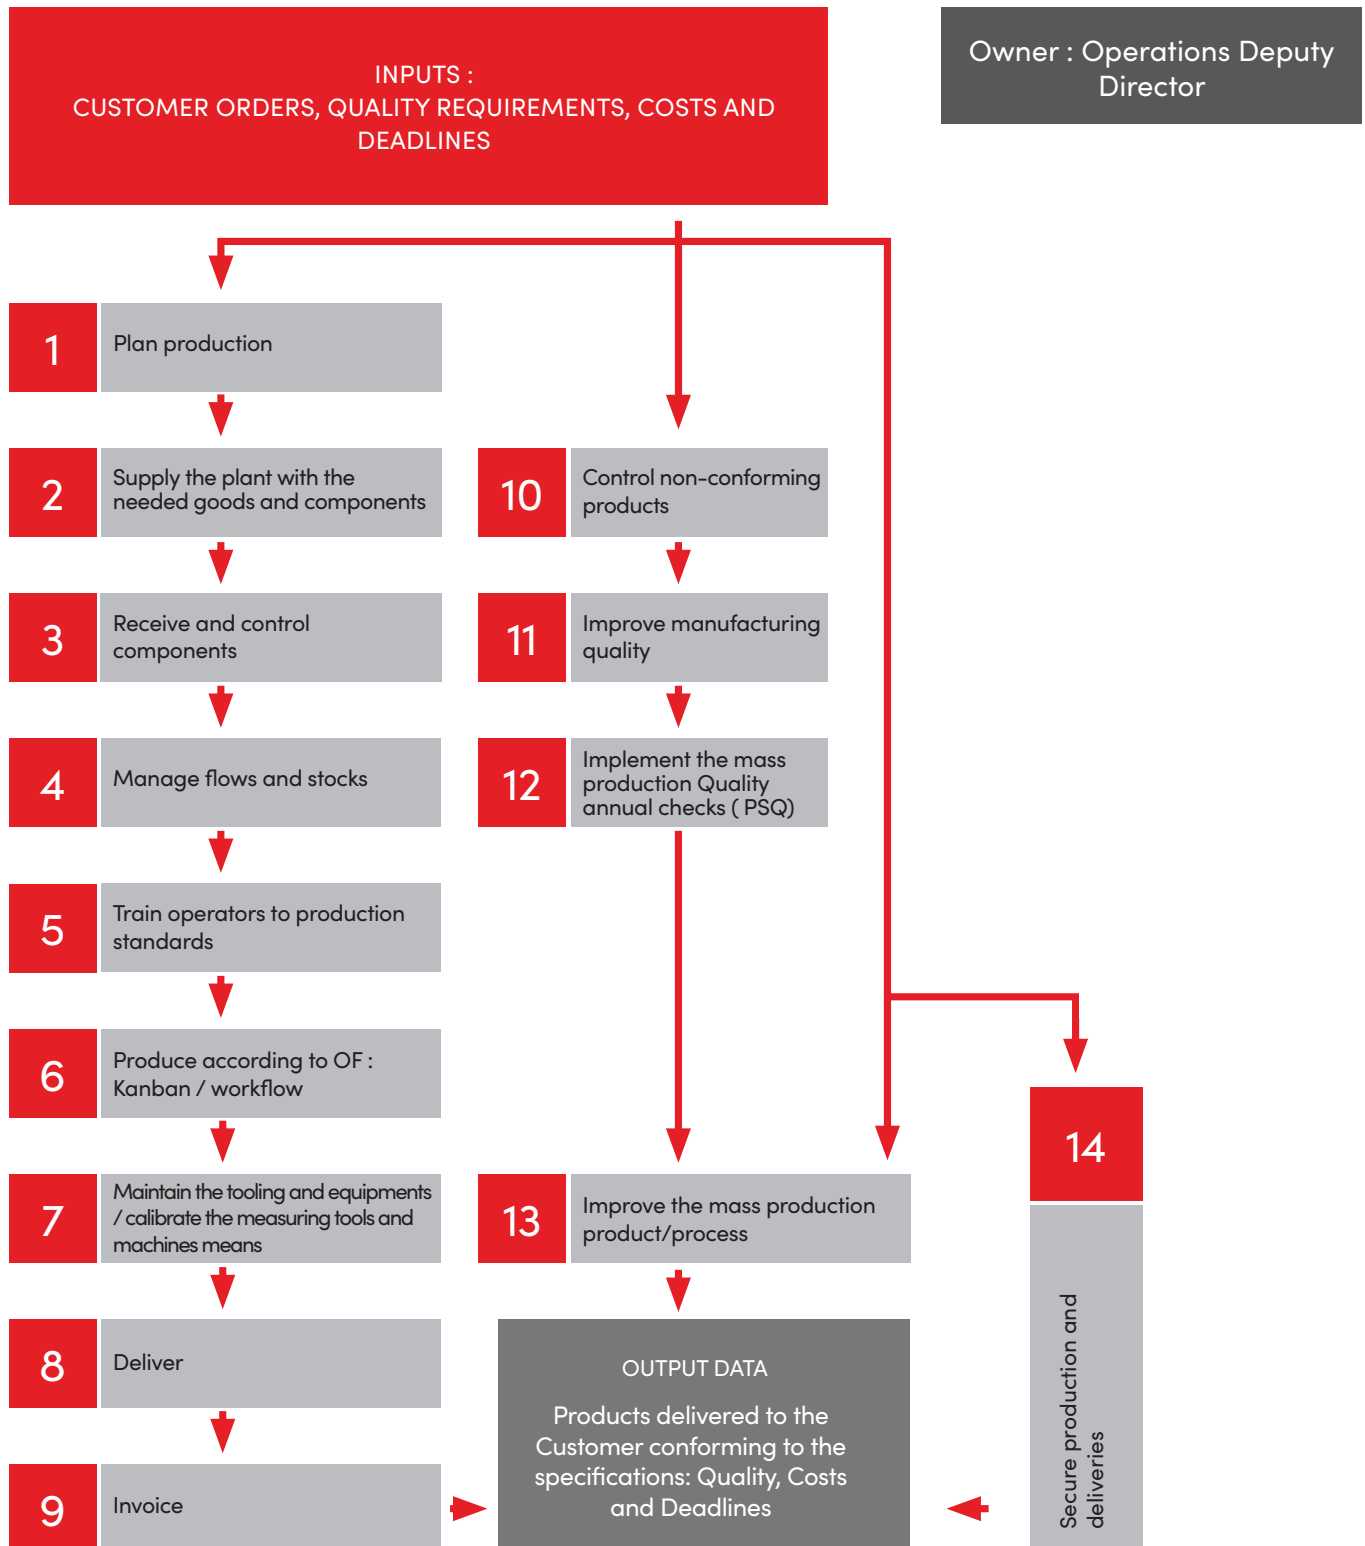 INPUTS :
CUSTOMER ORDERS, QUALITY REQUIREMENTS, COSTS AND
DEADLINES
Owner : Operations Deputy
Director
1
Plan production
2
Supply the plant with the
needed goods and components
3
Receive and control
components
4
Manage flows and stocks
5
Train operators to production
standards
6
Produce according to OF :
Kanban / workflow
7
Maintain the tooling and equipments
/ calibrate the measuring tools and
machines means
8
Deliver
9
Invoice
10
Control non-conforming
products
11
Improve manufacturing
quality
12
Implement the mass
production Quality
annual checks ( PSQ)
13
Improve the mass production
product/process
14
Secure production and
deliveries
OUTPUT DATA
Products delivered to the
Customer conforming to the
specifications: Quality, Costs
and Deadlines